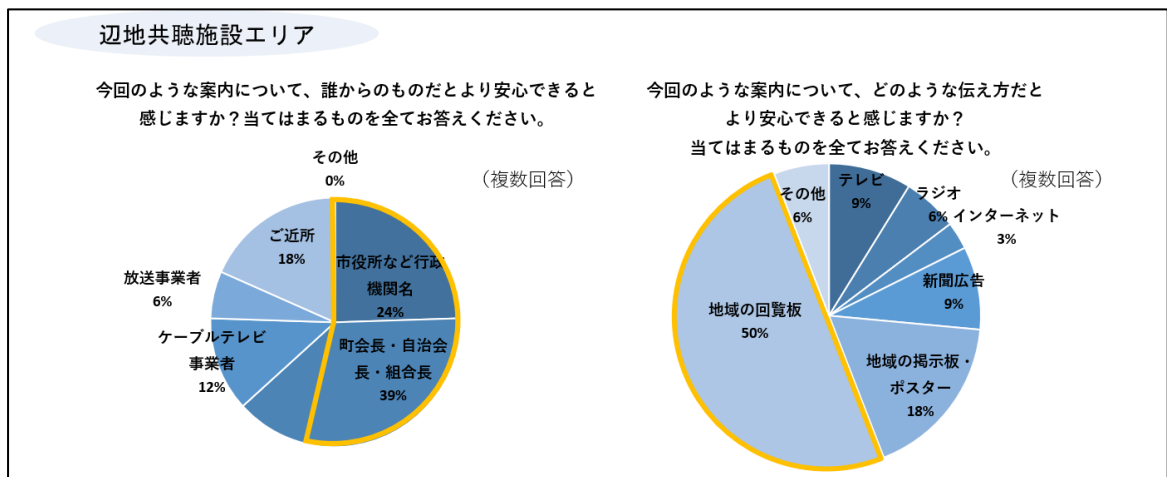 辺地共聴施設エリア
今回のような案内について、誰からのものだとより安心できると
感じますか？当てはまるものを全てお答えください。
（複数回答）
その他
0%
市役所など行政
機関名
24%
町会長・自治会
長・組合長
39%
ケーブルテレビ
事業者
12%
放送事業者
6%
ご近所
18%
今回のような案内について、どのような伝え方だと
より安心できると感じますか？
当てはまるものを全てお答えください。
（複数回答）
テレビ
9%
ラジオ
6%
インターネット
3%
新聞広告
9%
地域の掲示板・
ポスター
18%
地域の回覧板
50%
その他
6%